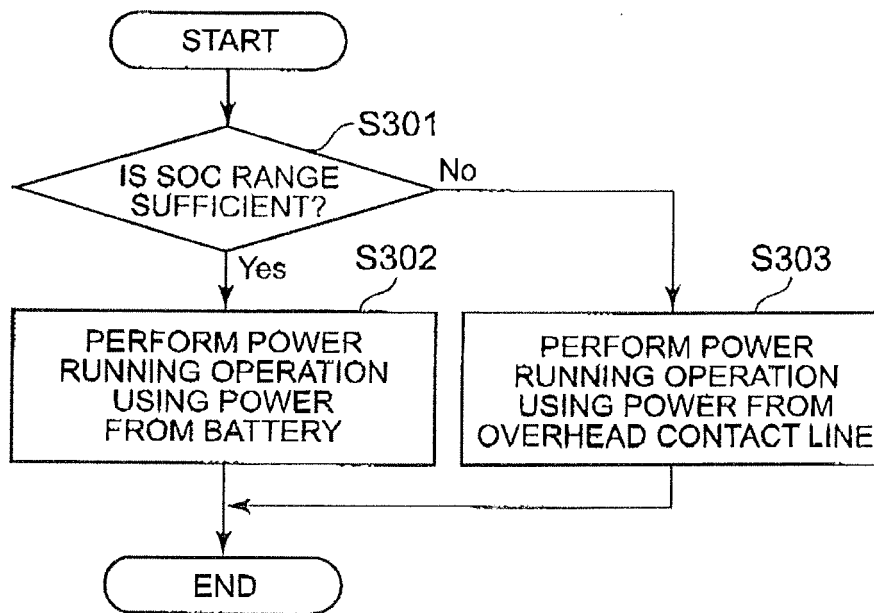 START
S301
IS SOC RANGE
SUFFICIENT?
No
Yes
S302
PERFORM POWER
RUNNING OPERATION
USING POWER
FROM BATTERY
S303
PERFORM POWER
RUNNING OPERATION
USING POWER FROM
OVERHEAD CONTACT LINE
END